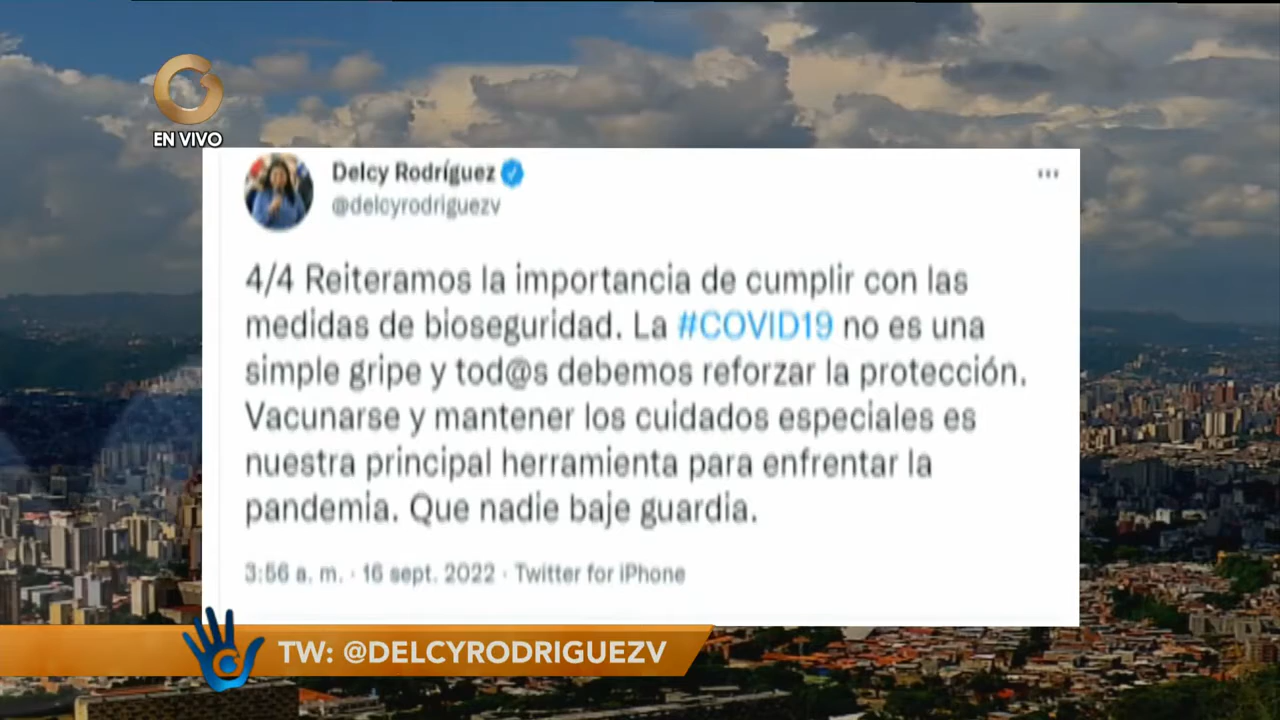 EN VIVO
Delcy Rodríguez
@delcyrodriguezv
4/4 Reiteramos la importancia de cumplir con las
medidas de bioseguridad. La #COVID19 no es una
simple gripe y tod@s debemos reforzar la protección.
Vacunarse y mantener los cuidados especiales es
nuestra principal herramienta para enfrentar la
pandemia. Que nadie baje guardia.
3:56 a. m. · 16 sept. 2022 · Twitter for iPhone
TW: @DELCYRODRIGUEZV